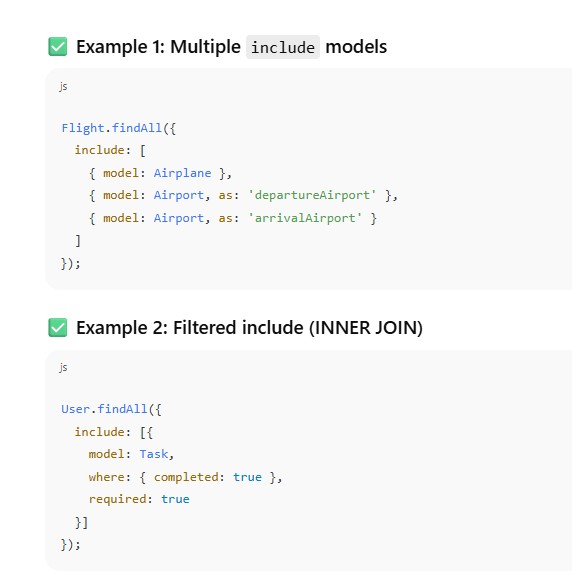 ✅ Example 1: Multiple include models
js
Flight.findAll({
  include: [
    { model: Airplane },
    { model: Airport, as: 'departureAirport' },
    { model: Airport, as: 'arrivalAirport' }
  ]
});
✅ Example 2: Filtered include (INNER JOIN)
js
User.findAll({
  include: [{
    model: Task,
    where: { completed: true },
    required: true
  }]
});